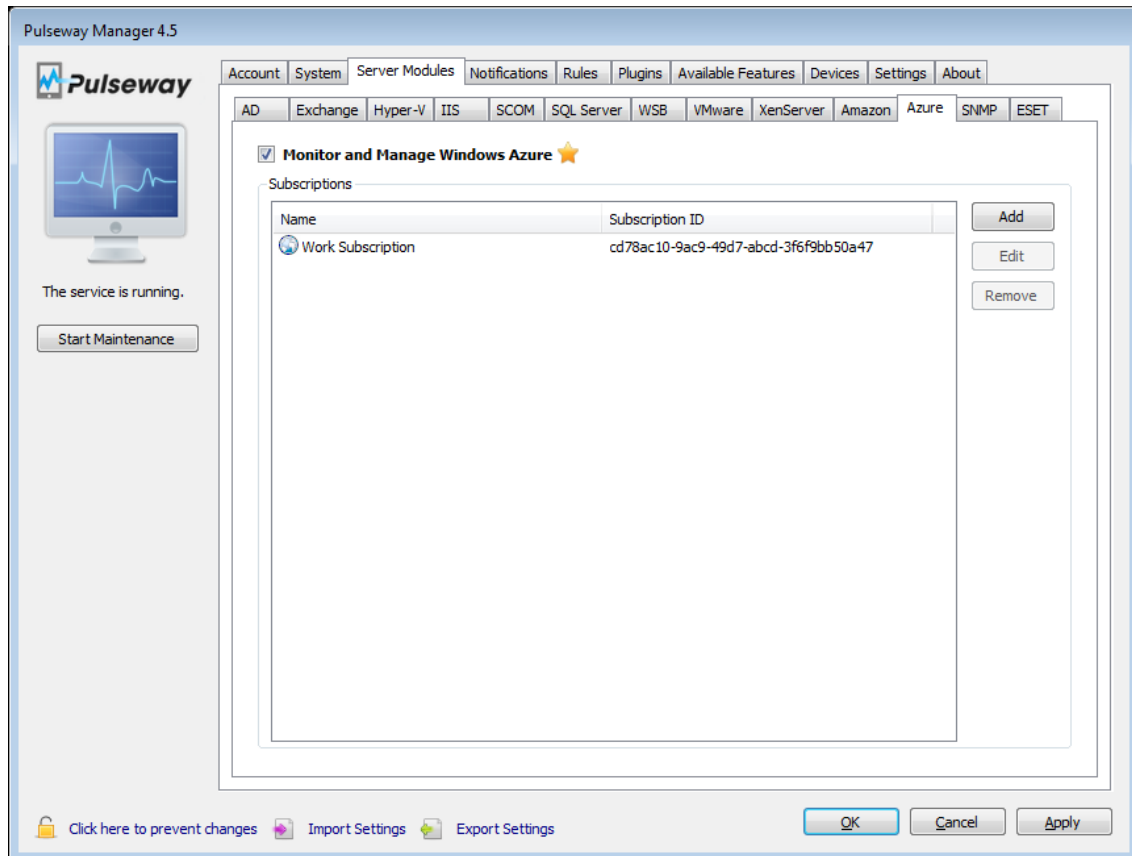 Pulseway Manager 4.5
Pulseway
The service is running.
Start Maintenance
Account System Server Modules Notifications Rules Plugins Available Features Devices Settings About
AD Exchange Hyper-V IIS SCOM SQL Server WSB VMware XenServer Amazon Azure SNMP ESET
Monitor and Manage Windows Azure
Subscriptions
Name Subscription ID
Work Subscription cd78ac10-9ac9-49d7-abcd-3f6f9bb50a47
Add
Edit
Remove
Click here to prevent changes Import Settings Export Settings OK Cancel Apply